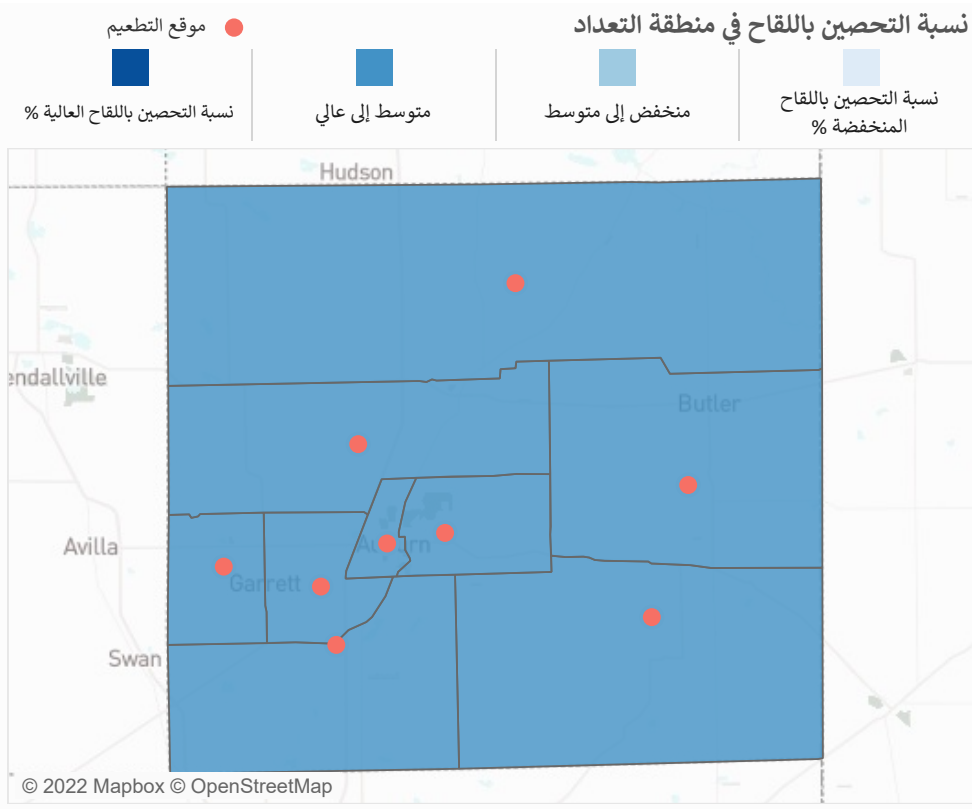 نسبة التحصين باللقاح في منطقة التعداد
موقع التطعيم
نسبة التحصين باللقاح
المنخفضة %
منخفض إلى متوسط
متوسط إلى عالي
نسبة التحصين باللقاح العالية %
Hudson
endallville
Butler
Avilla
Auburn
Garrett
Swan
© 2022 Mapbox © OpenStreetMap